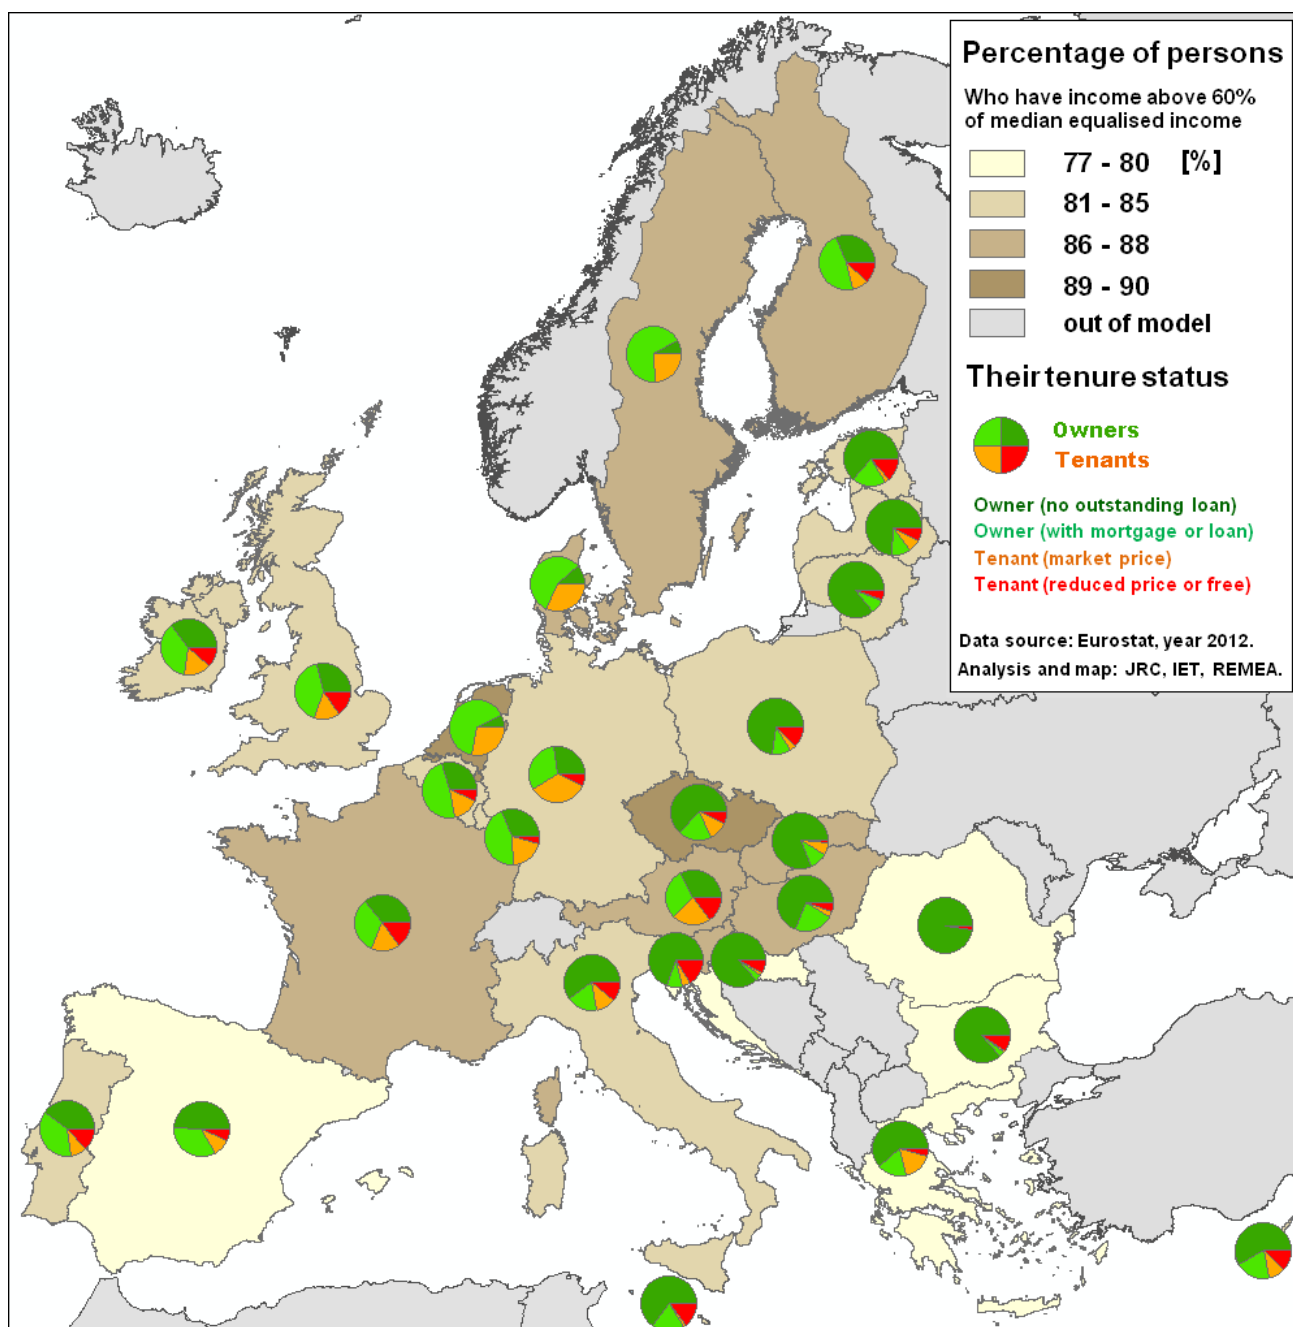 Percentage of persons
Who have income above 60%
of median equalised income
77 - 80 [%]
81 - 85
86 - 88
89 - 90
out of model
Their tenure status
Owners
Tenants
Owner (no outstanding loan)
Owner (with mortgage or loan)
Tenant (market price)
Tenant (reduced price or free)
Data source: Eurostat, year 2012.
Analysis and map: JRC, IET, REMEA.